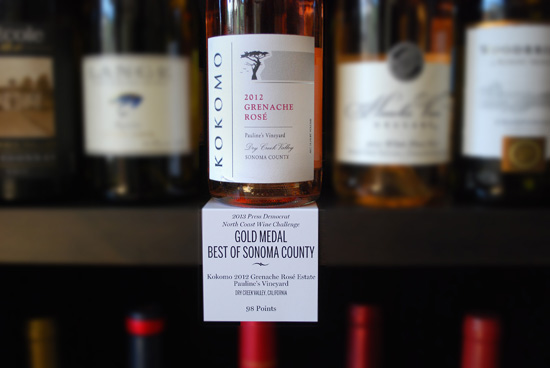 KOKOMO
2012
GRENACHE
ROSÉ
Pauline's Vineyard
Dry Creek Valley
SONOMA COUNTY
LANGE
2013 Press Democrat
North Coast Wine Challenge
GOLD MEDAL
BEST OF SONOMA COUNTY
Kokomo 2012 Grenache Rosé Estate
Pauline's Vineyard
DRY CREEK VALLEY, CALIFORNIA
98 Points